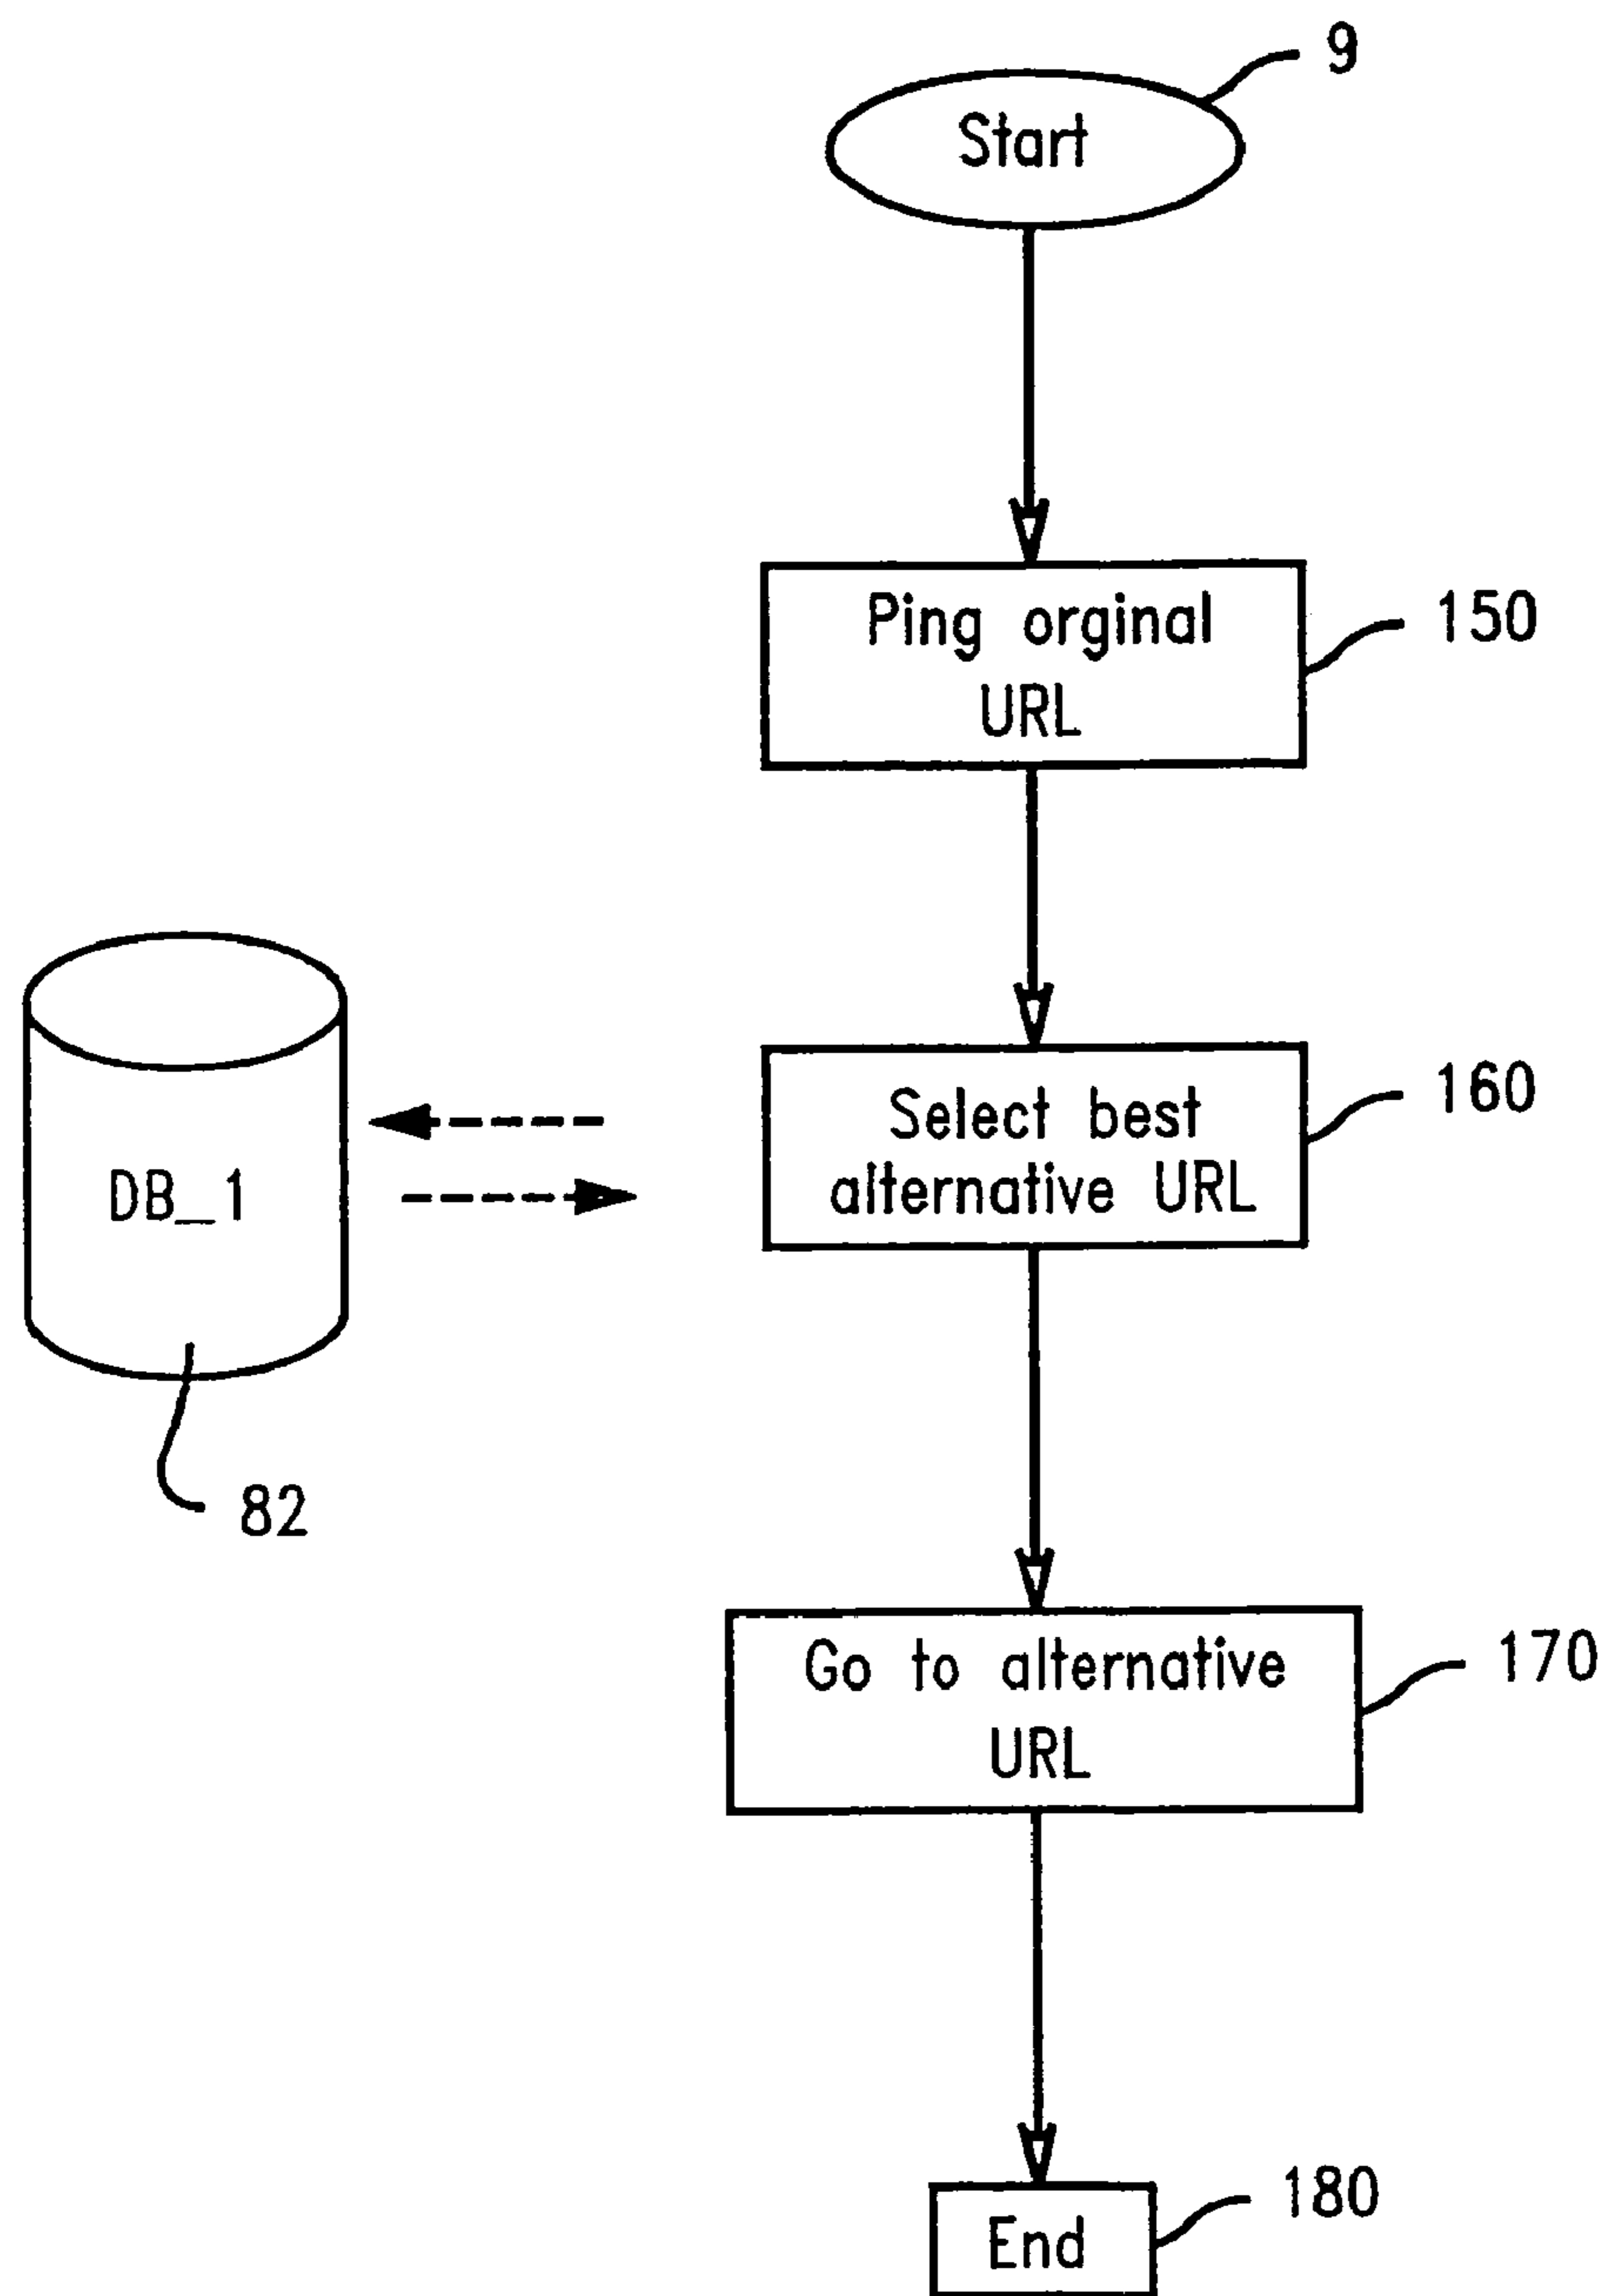 9
Start
Ping orginal
URL
150
Select best
alternative URL
160
DB_1
82
Go to alternative
URL
170
End
180